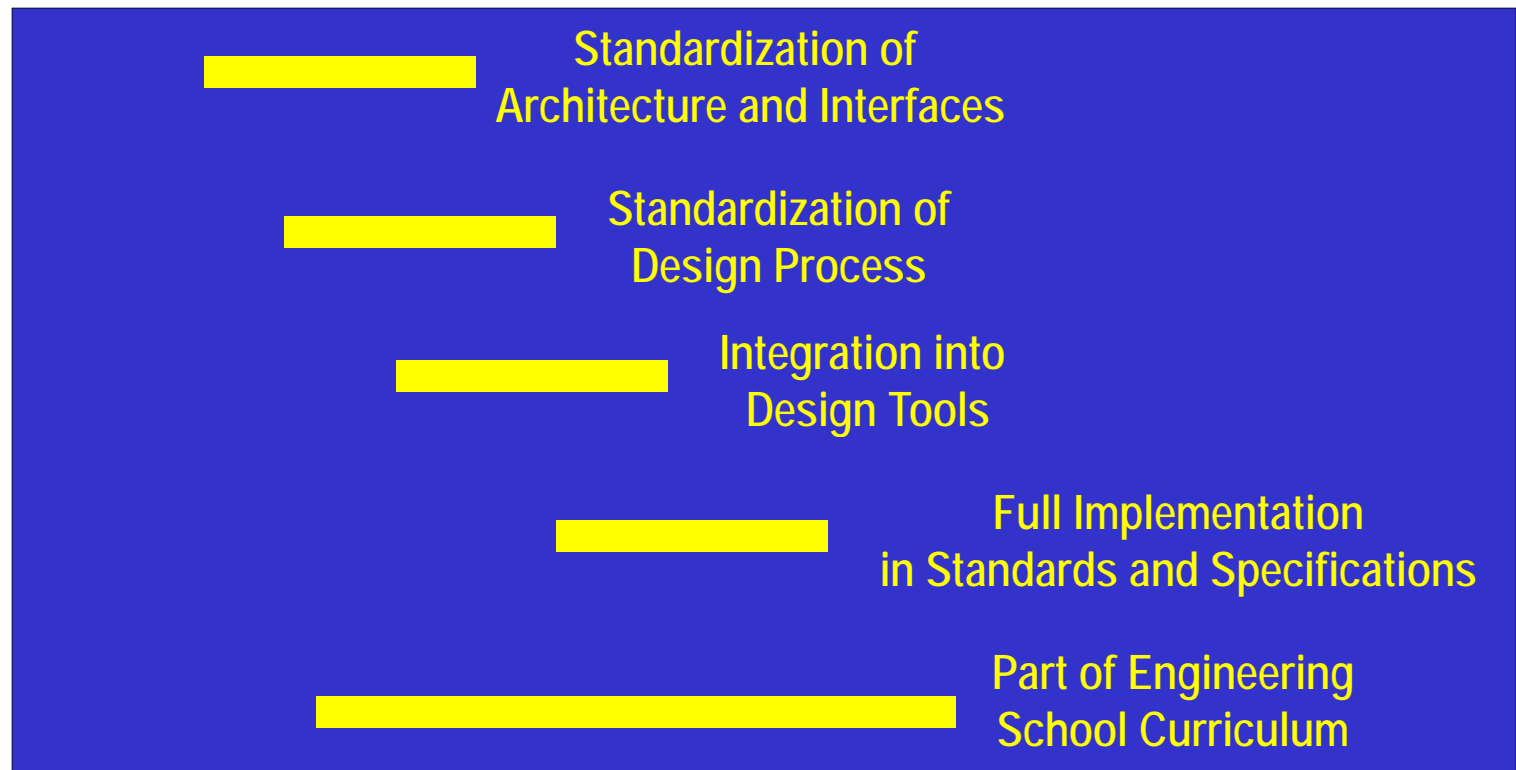 Standardization of
Architecture and Interfaces
Standardization of
Design Process
Integration into
Design Tools
Full Implementation
in Standards and Specifications
Part of Engineering
School Curriculum